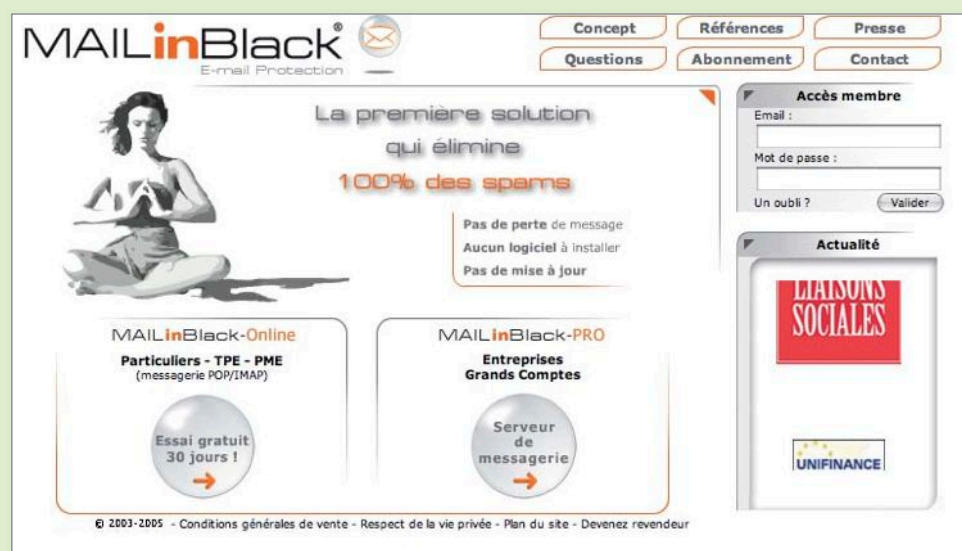 MAILinBlack®
E-mail Protection
Concept
Références
Presse
Questions
Abonnement
Contact
La première solution
qui élimine
100% des spams
Pas de perte de message
Aucun logiciel à installer
Pas de mise à jour
Accès membre
Email :
Mot de passe :
Un oubli ?
Valider
Actualité
LIAISONS
SOCIALES
UNIFINANCE
MAILinBlack-Online
Particuliers - TPE - PME
(messagerie POP/IMAP)
Essai gratuit
30 jours !
MAILinBlack-PRO
Entreprises
Grands Comptes
Serveur
de
messagerie
© 2003-2005 - Conditions générales de vente - Respect de la vie privée - Plan du site - Devenez revendeur